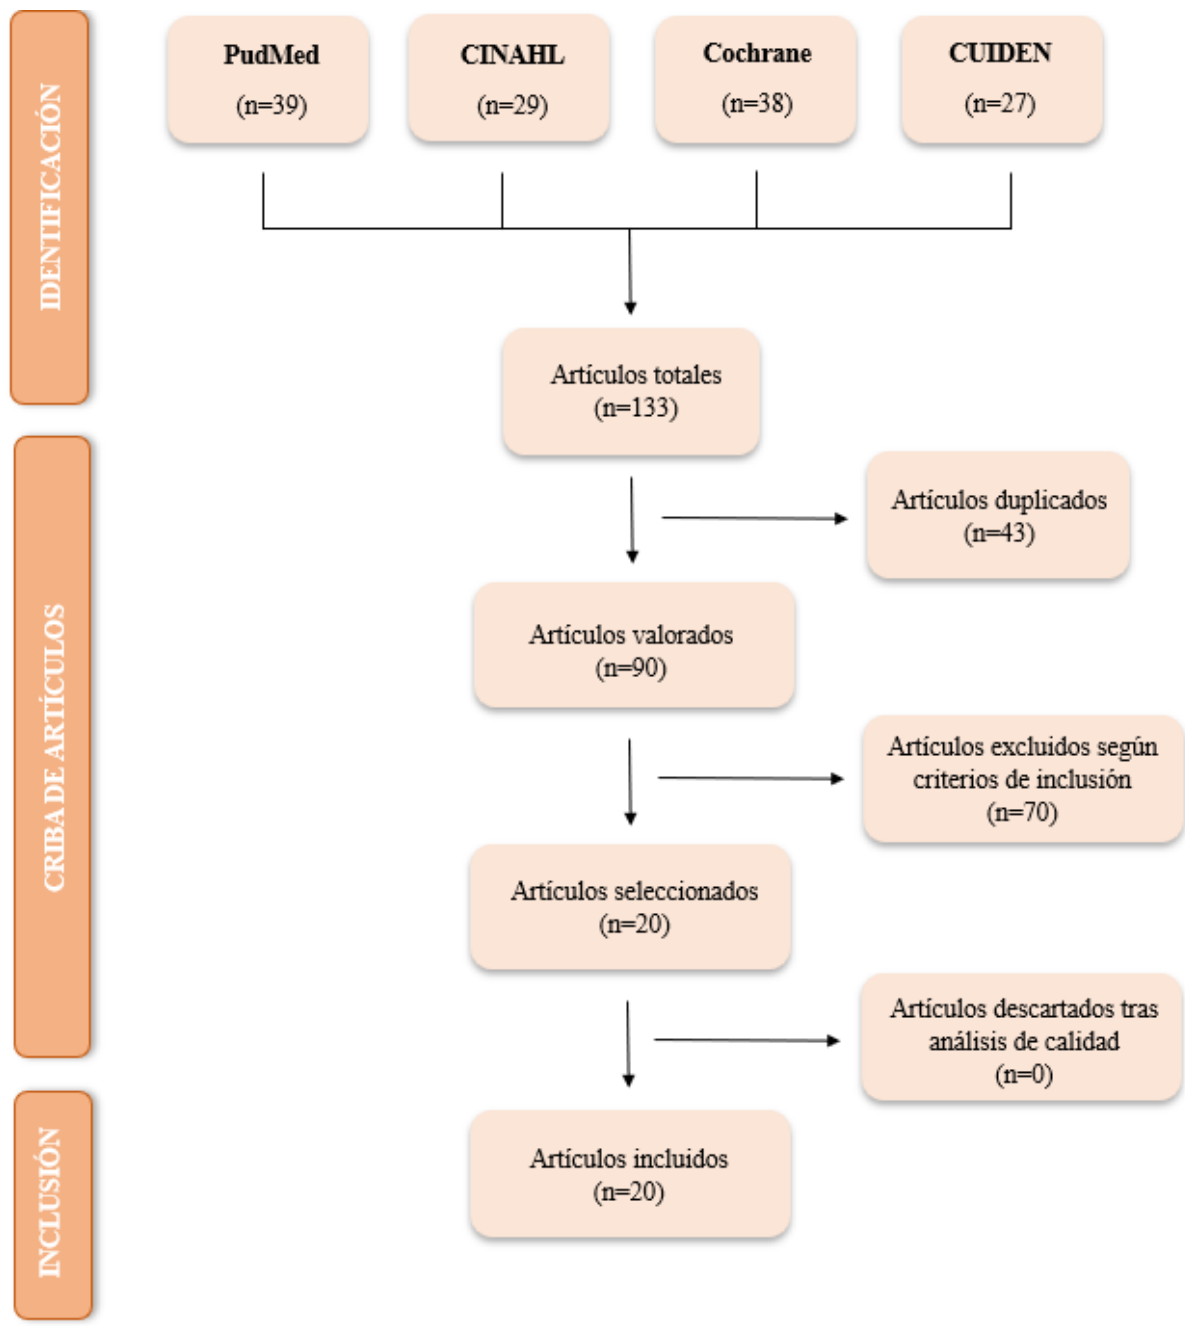 IDENTIFICACIÓN
PudMed
(n=39)
CINAHL
(n=29)
Cochrane
(n=38)
CUIDEN
(n=27)
Artículos totales
(n=133)
CRIBA DE ARTÍCULOS
Artículos duplicados
(n=43)
Artículos valorados
(n=90)
Artículos excluidos según
criterios de inclusión
(n=70)
Artículos seleccionados
(n=20)
Artículos descartados tras
análisis de calidad
(n=0)
INCLUSIÓN
Artículos incluidos
(n=20)